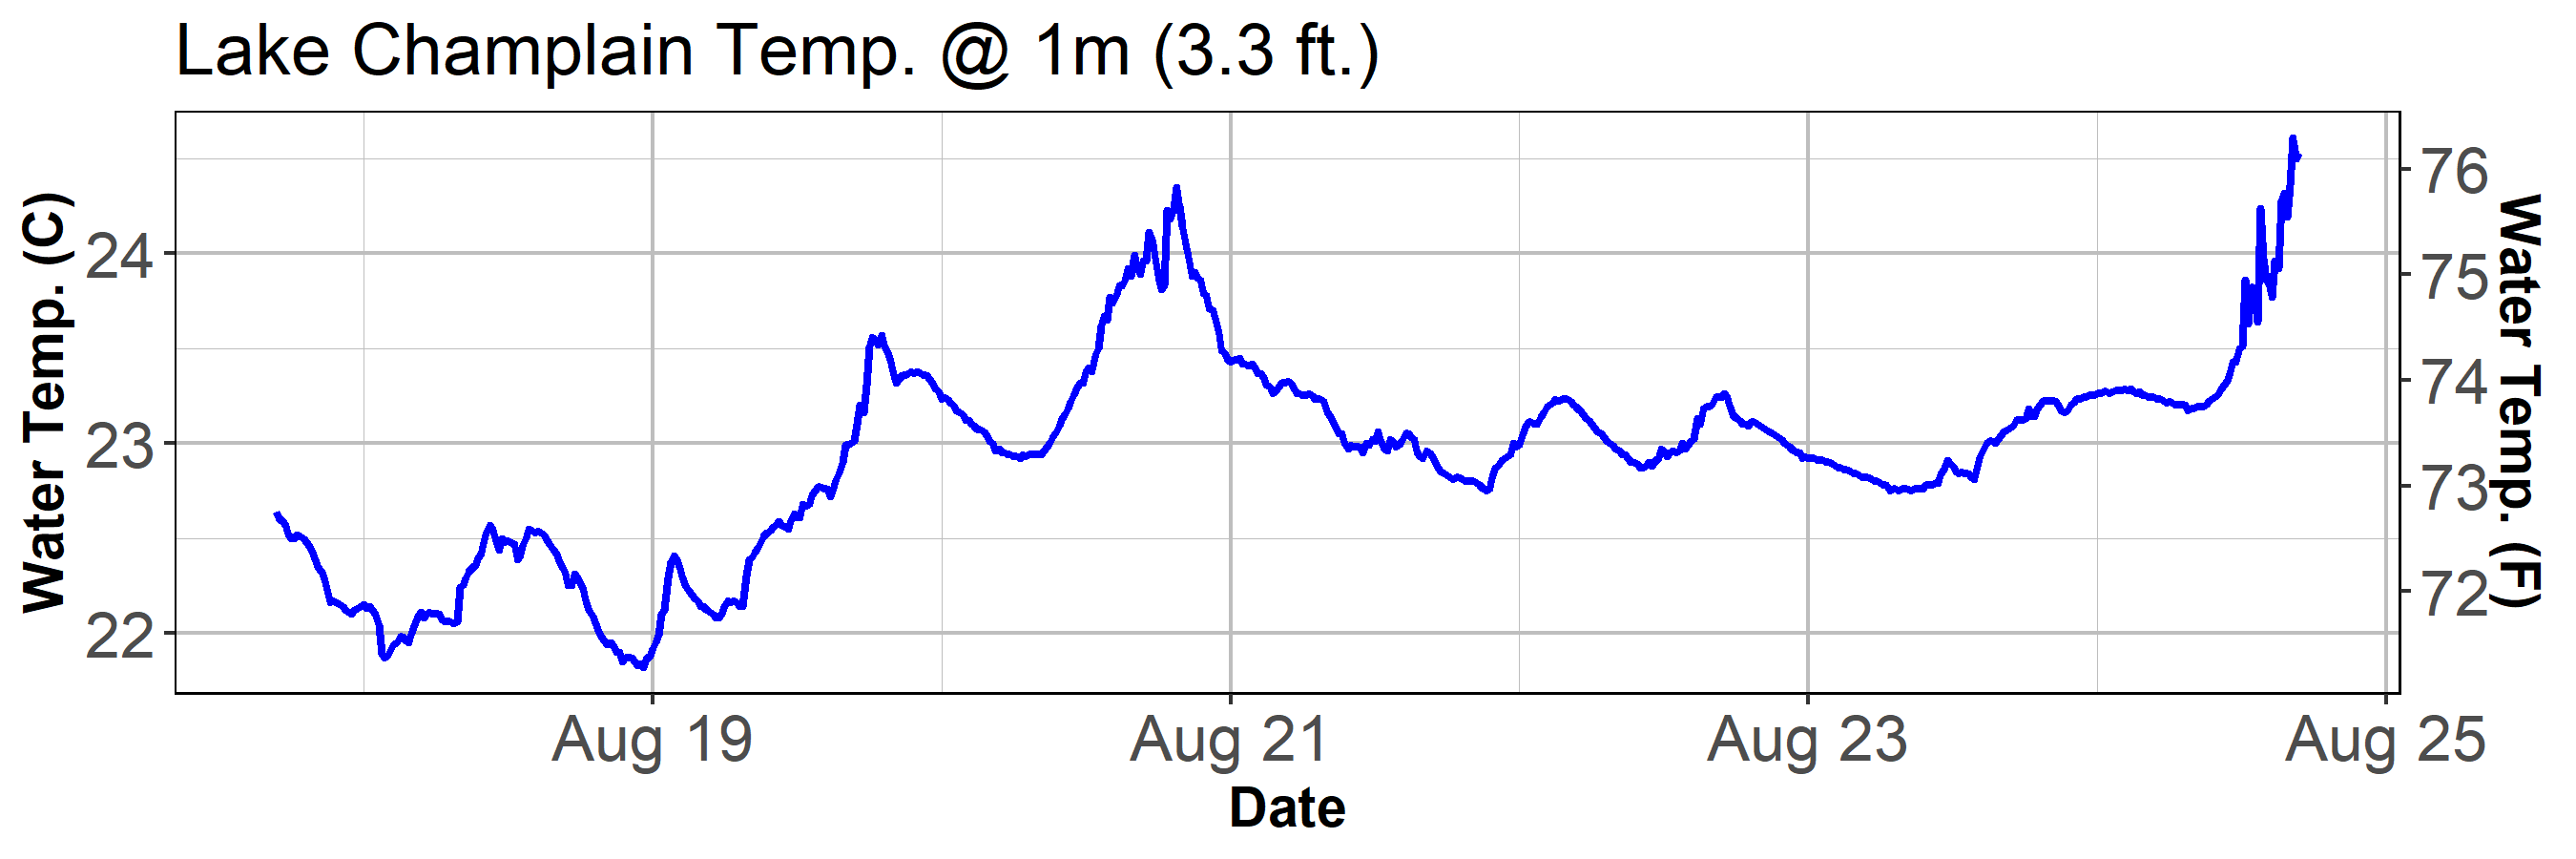 Lake Champlain Temp. @ 1m (3.3 ft.)
Water Temp. (C)
24
23
22
76
75
74
73
72
Water Temp. (F)
Aug 19 Aug 21 Aug 23 Aug 25
Date